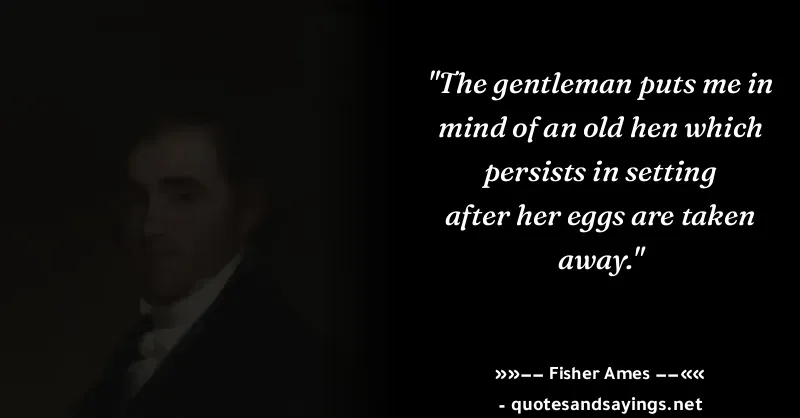 "The gentleman puts me in
mind of an old hen which
persists in setting
after her eggs are taken
away."
»»−− Fisher Ames −−««
- quotesandsayings.net